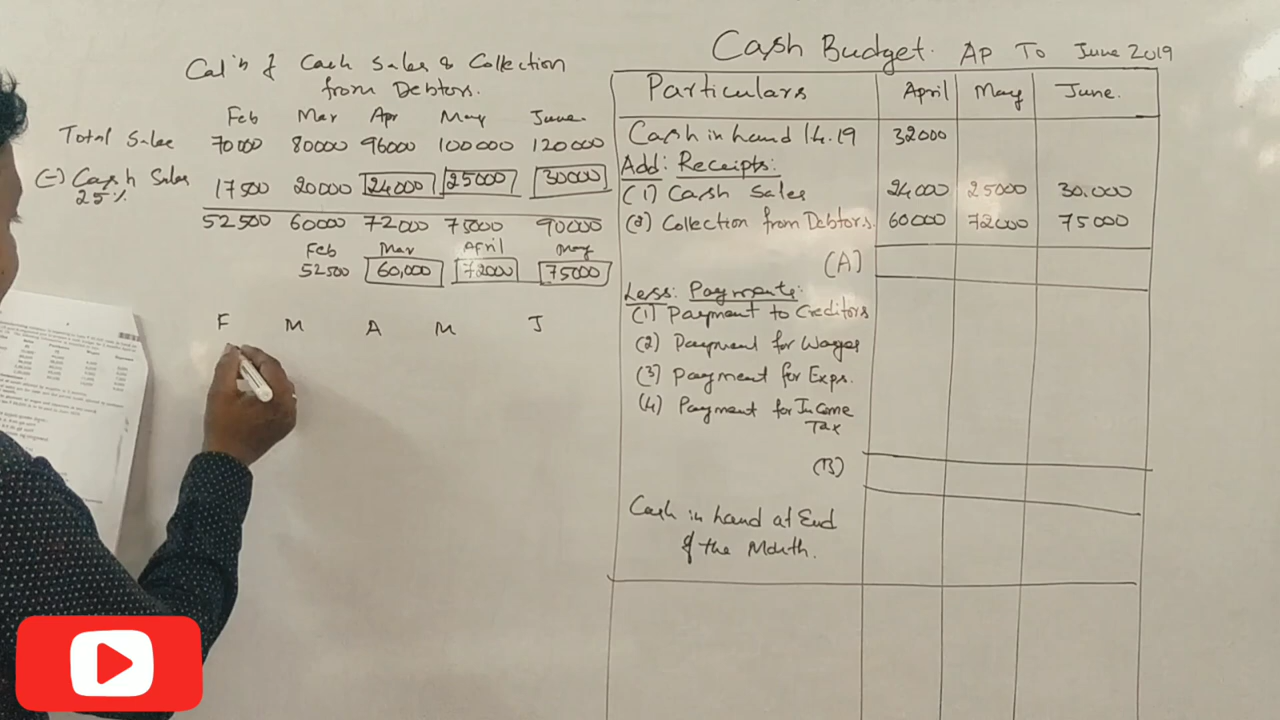 Cal'n of Cash Sales & Collection
from Debtors.
Feb Mar Apr May June
Total Sales 70000 80000 96000 100000 120000
(-) Cash Sales 17500 20000 24000 25000 30000
25%
52500 60000 72000 75000 90000
Feb Mar April May
52500 60,000 72000 75000
F M A M J
Cash Budget. AP To June 2019
Particulars April May June.
Cash in hand 1.4.19 32000
Add: Receipts:
(1) Cash Sales 24000 25000 30.000
(2) Collection from Debtors. 60000 72000 75000
(A)
Less: Payments:
(1) Payment to Creditors
(2) Payment for Wages
(3) Payment for Exps.
(4) Payment for Income
Tax
(B)
Cash in hand at End
of the Month.